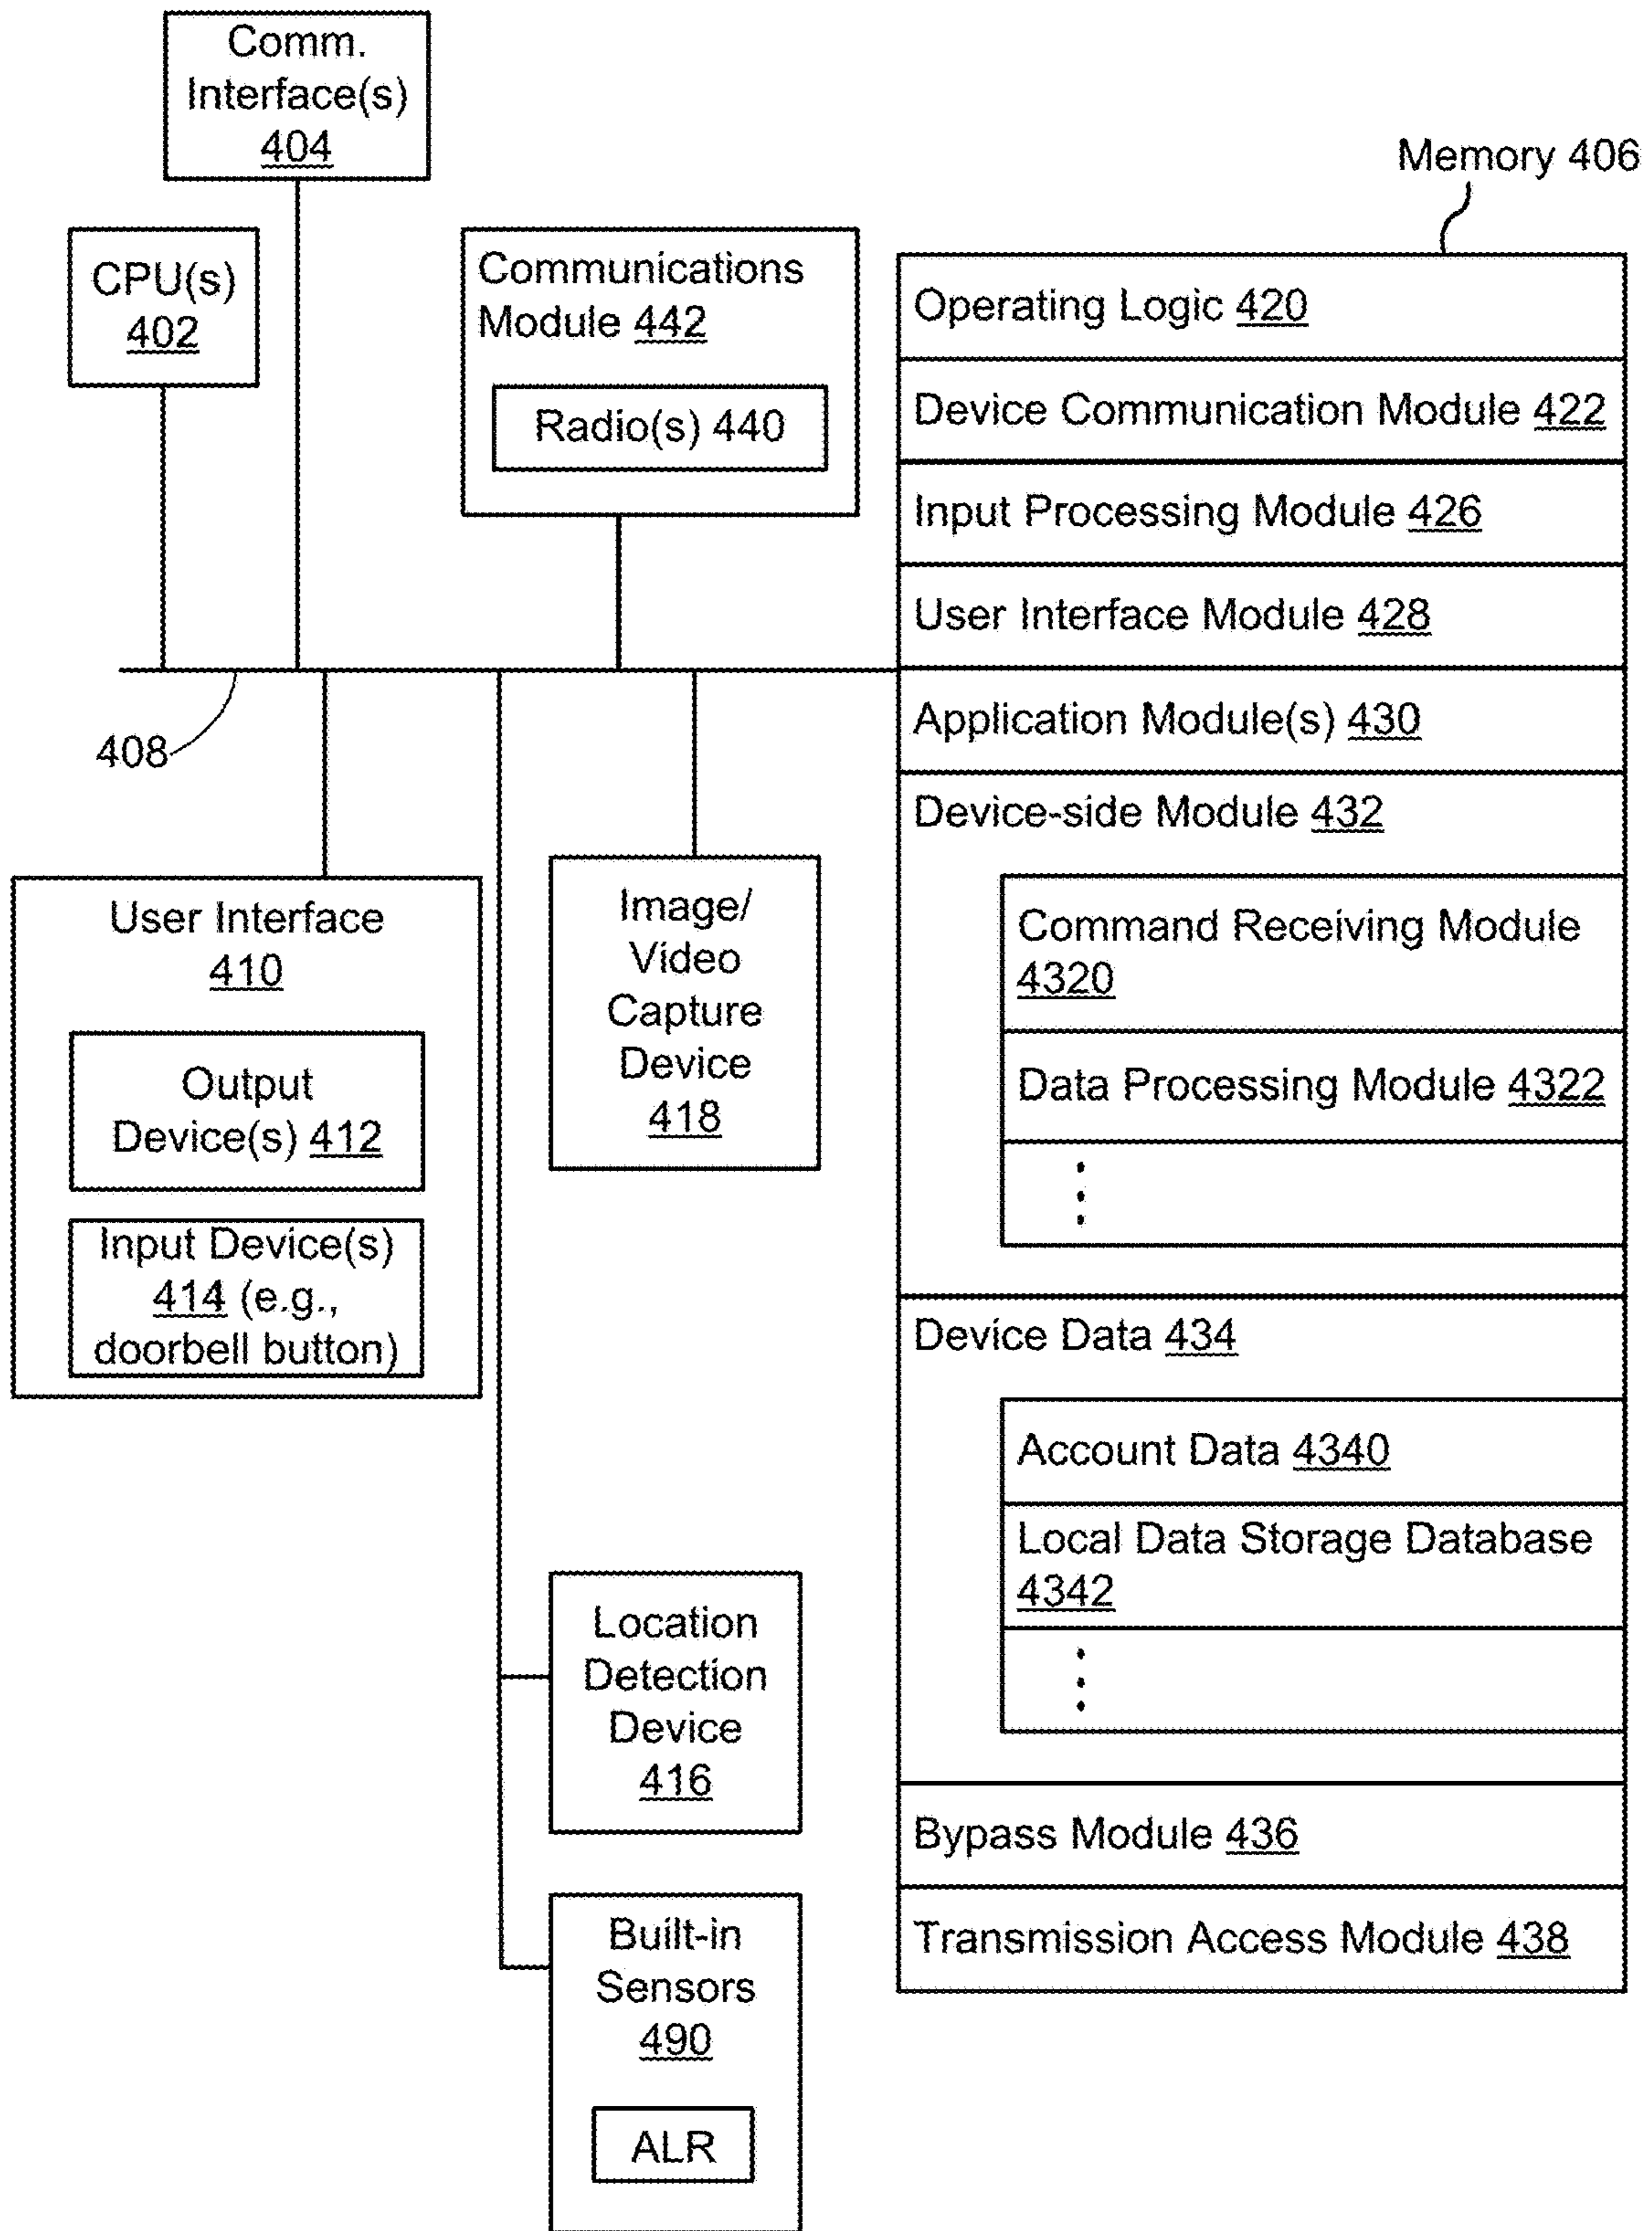 Comm.
Interface(s)
404
Memory 406
CPU(s)
402
Communications
Module 442
Radio(s) 440
Operating Logic 420
Device Communication Module 422
Input Processing Module 426
User Interface Module 428
Application Module(s) 430
408
Device-side Module 432
Command Receiving Module
4320
Data Processing Module 4322
User Interface
410
Output
Device(s) 412
Input Device(s)
414 (e.g.,
doorbell button)
Image/
Video
Capture
Device
418
Device Data 434
Account Data 4340
Local Data Storage Database
4342
Location
Detection
Device
416
Bypass Module 436
Transmission Access Module 438
Built-in
Sensors
490
ALR